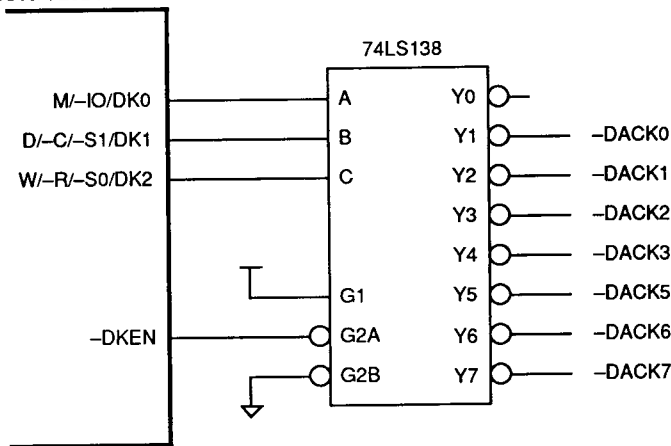 74LS138
M/–IO/DK0 A Y0
D/–C/–S1/DK1 B Y1 –DACK0
W/–R/–S0/DK2 C Y2 –DACK1
Y3 –DACK2
Y4 –DACK3
G1 Y5 –DACK5
–DKEN G2A Y6 –DACK6
G2B Y7 –DACK7